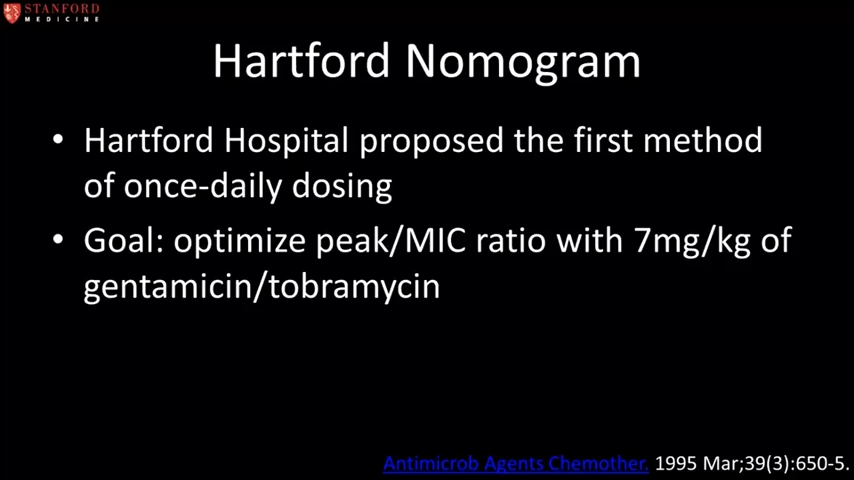 STANFORD
MEDICINE
Hartford Nomogram
• Hartford Hospital proposed the first method
of once-daily dosing
• Goal: optimize peak/MIC ratio with 7mg/kg of
gentamicin/tobramycin
Antimicrob Agents Chemother. 1995 Mar;39(3):650-5.